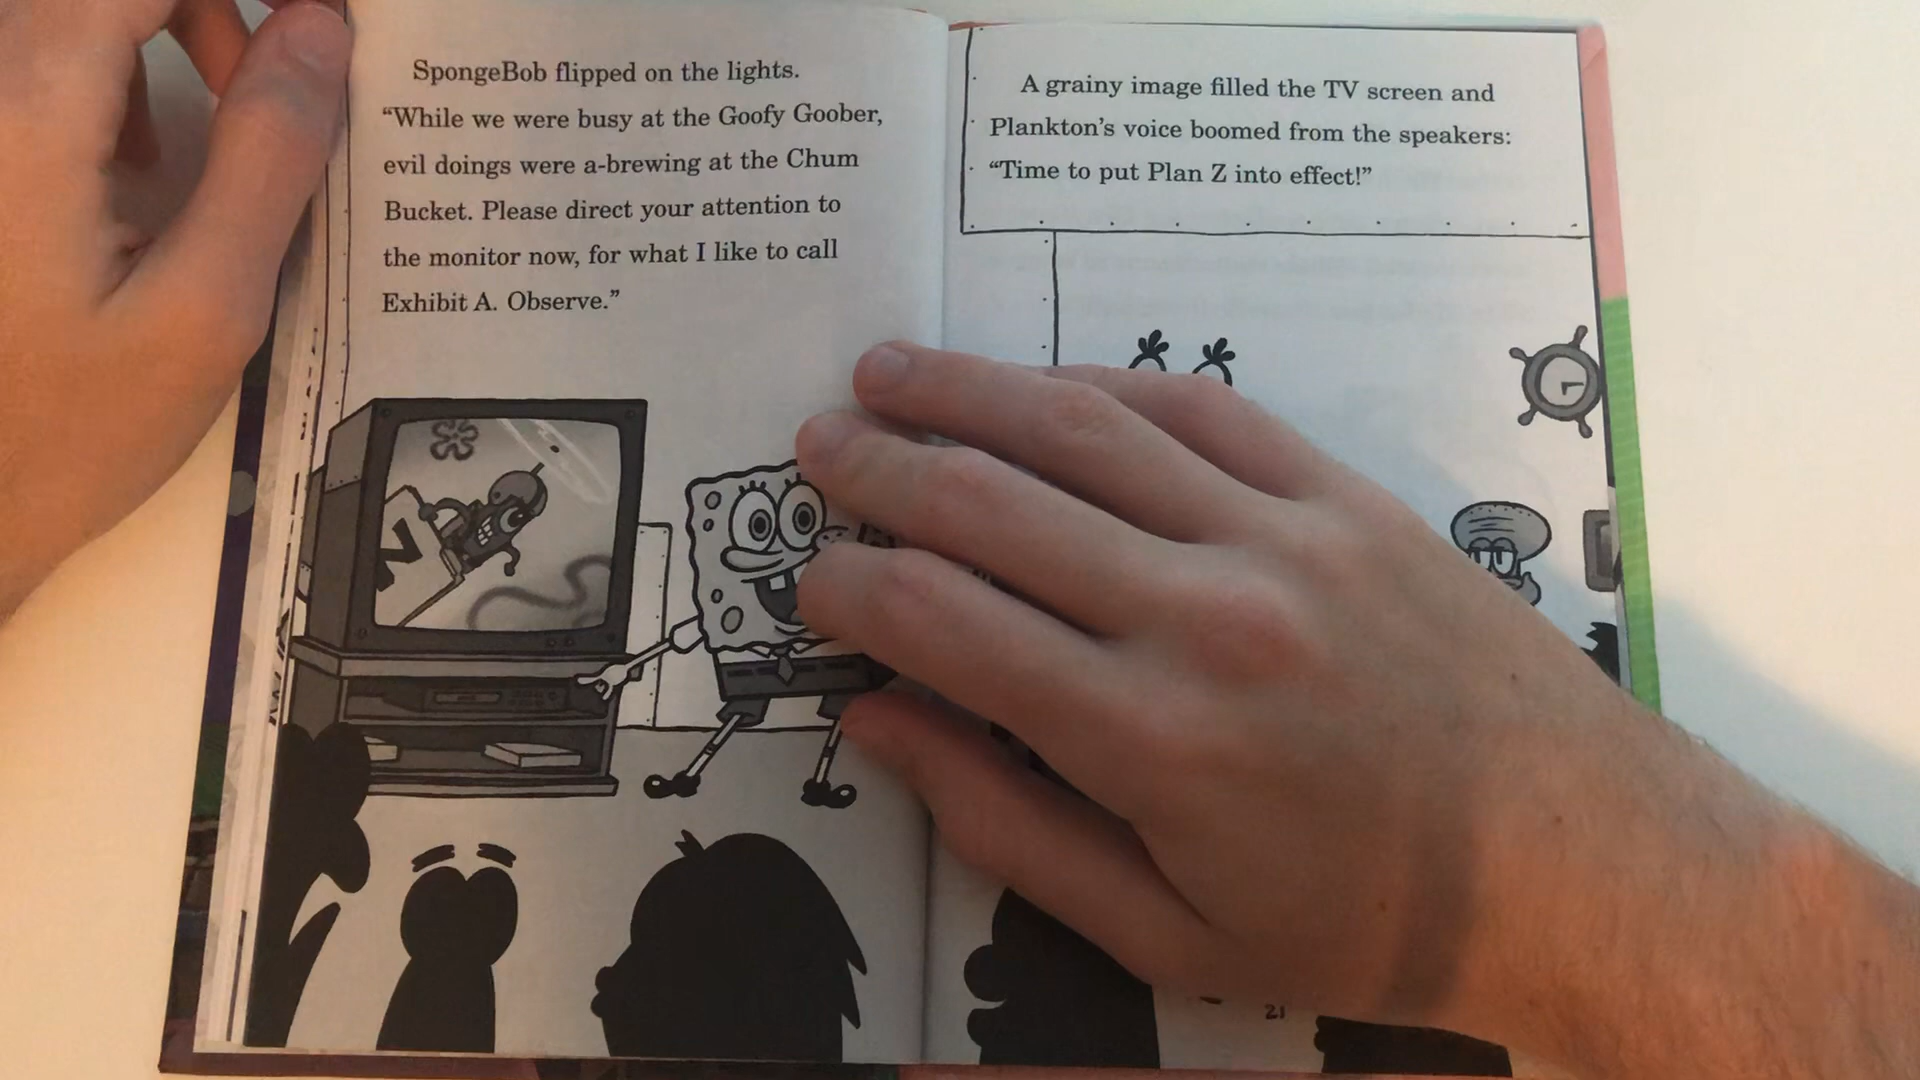 SpongeBob flipped on the lights.
“While we were busy at the Goofy Goober,
evil doings were a-brewing at the Chum
Bucket. Please direct your attention to
the monitor now, for what I like to call
Exhibit A. Observe.”
Z
A grainy image filled the TV screen and
Plankton’s voice boomed from the speakers:
“Time to put Plan Z into effect!”
21